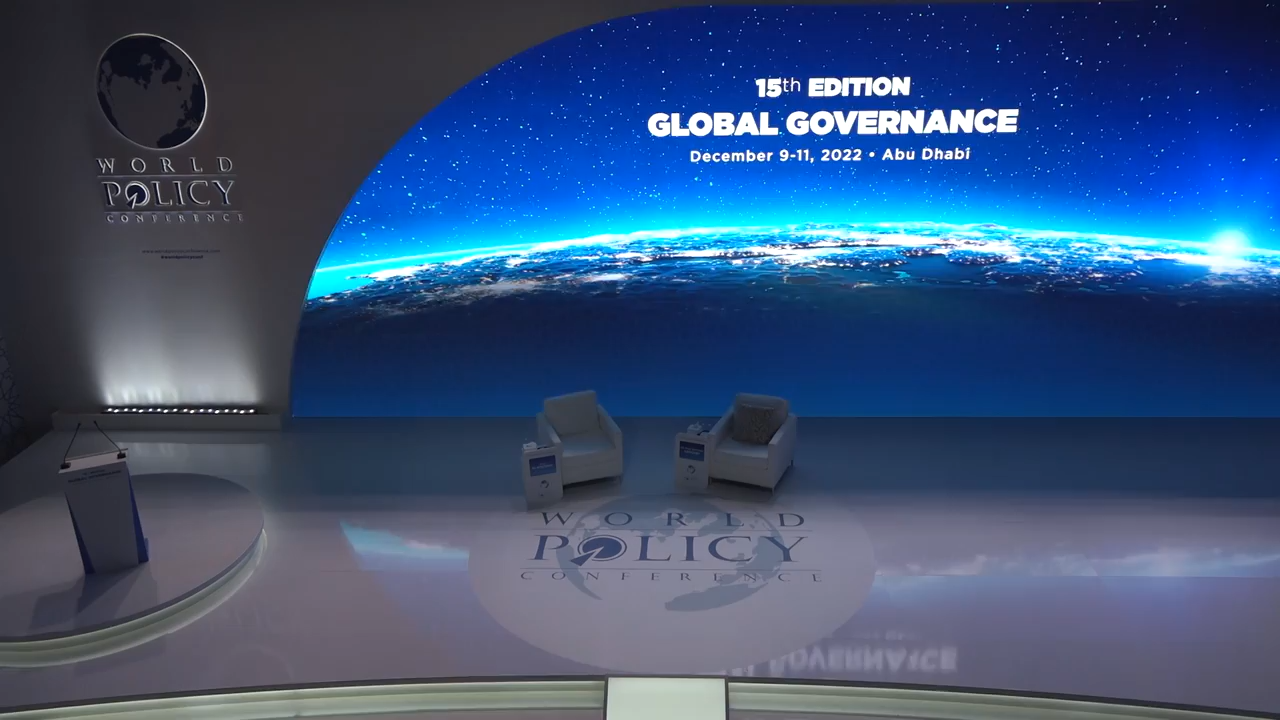 WORLD
POLICY
CONFERENCE
15th EDITION
GLOBAL GOVERNANCE
December 9-11, 2022 • Abu Dhabi
WORLD
POLICY
CONFERENCE